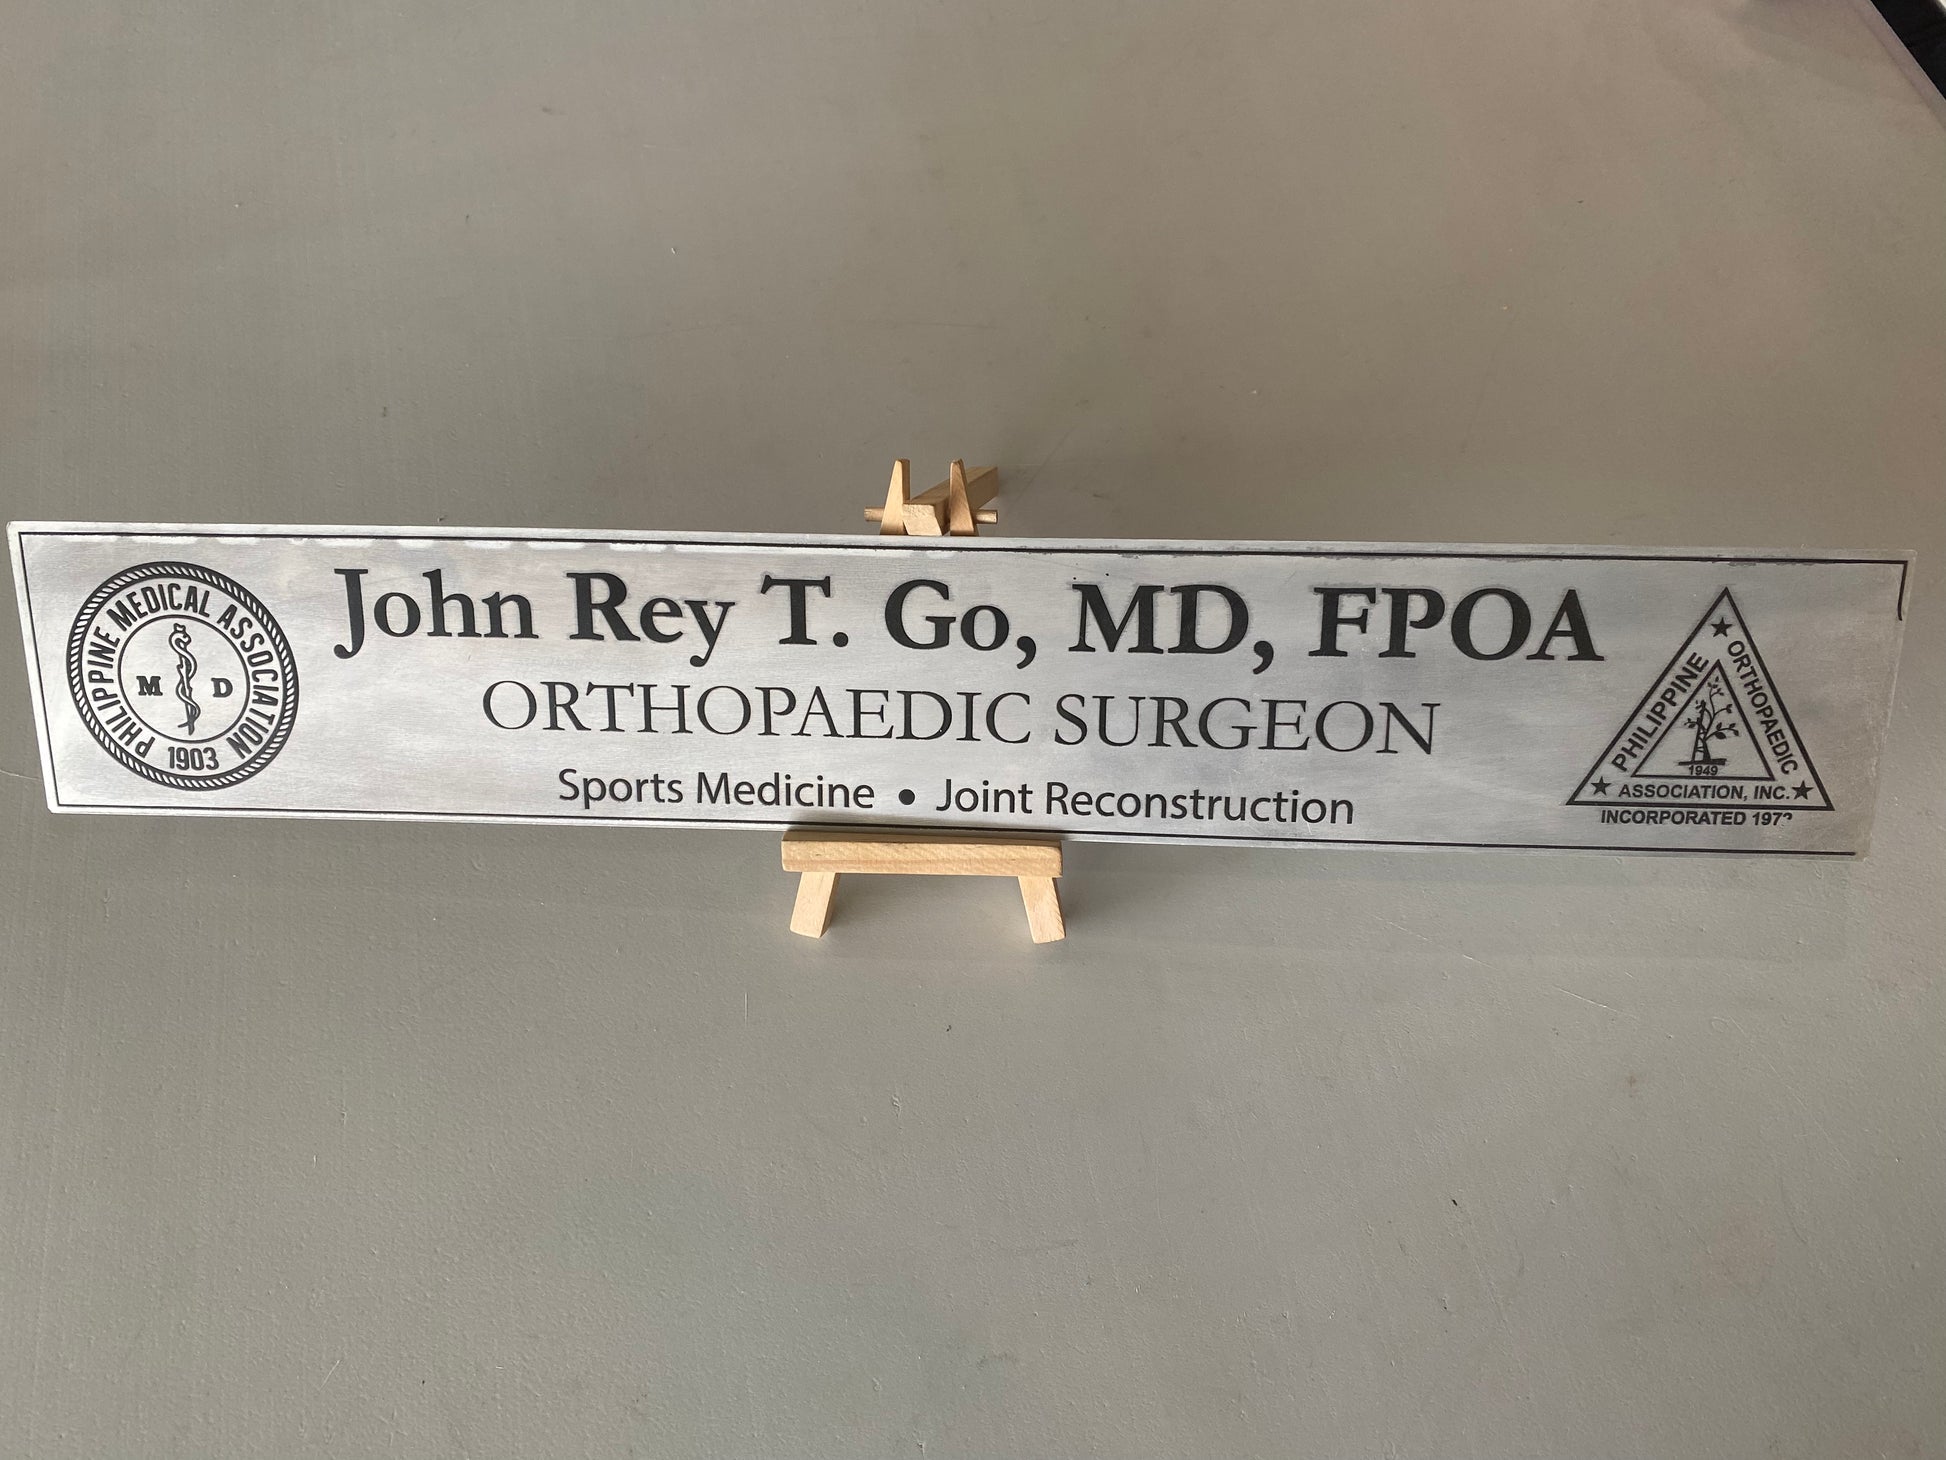 PHILIPPINE MEDICAL ASSOCIATION
M D
1903
John Rey T. Go, MD, FPOA
ORTHOPAEDIC SURGEON
Sports Medicine • Joint Reconstruction
PHILIPPINE ORTHOPAEDIC
1949
ASSOCIATION, INC.
INCORPORATED